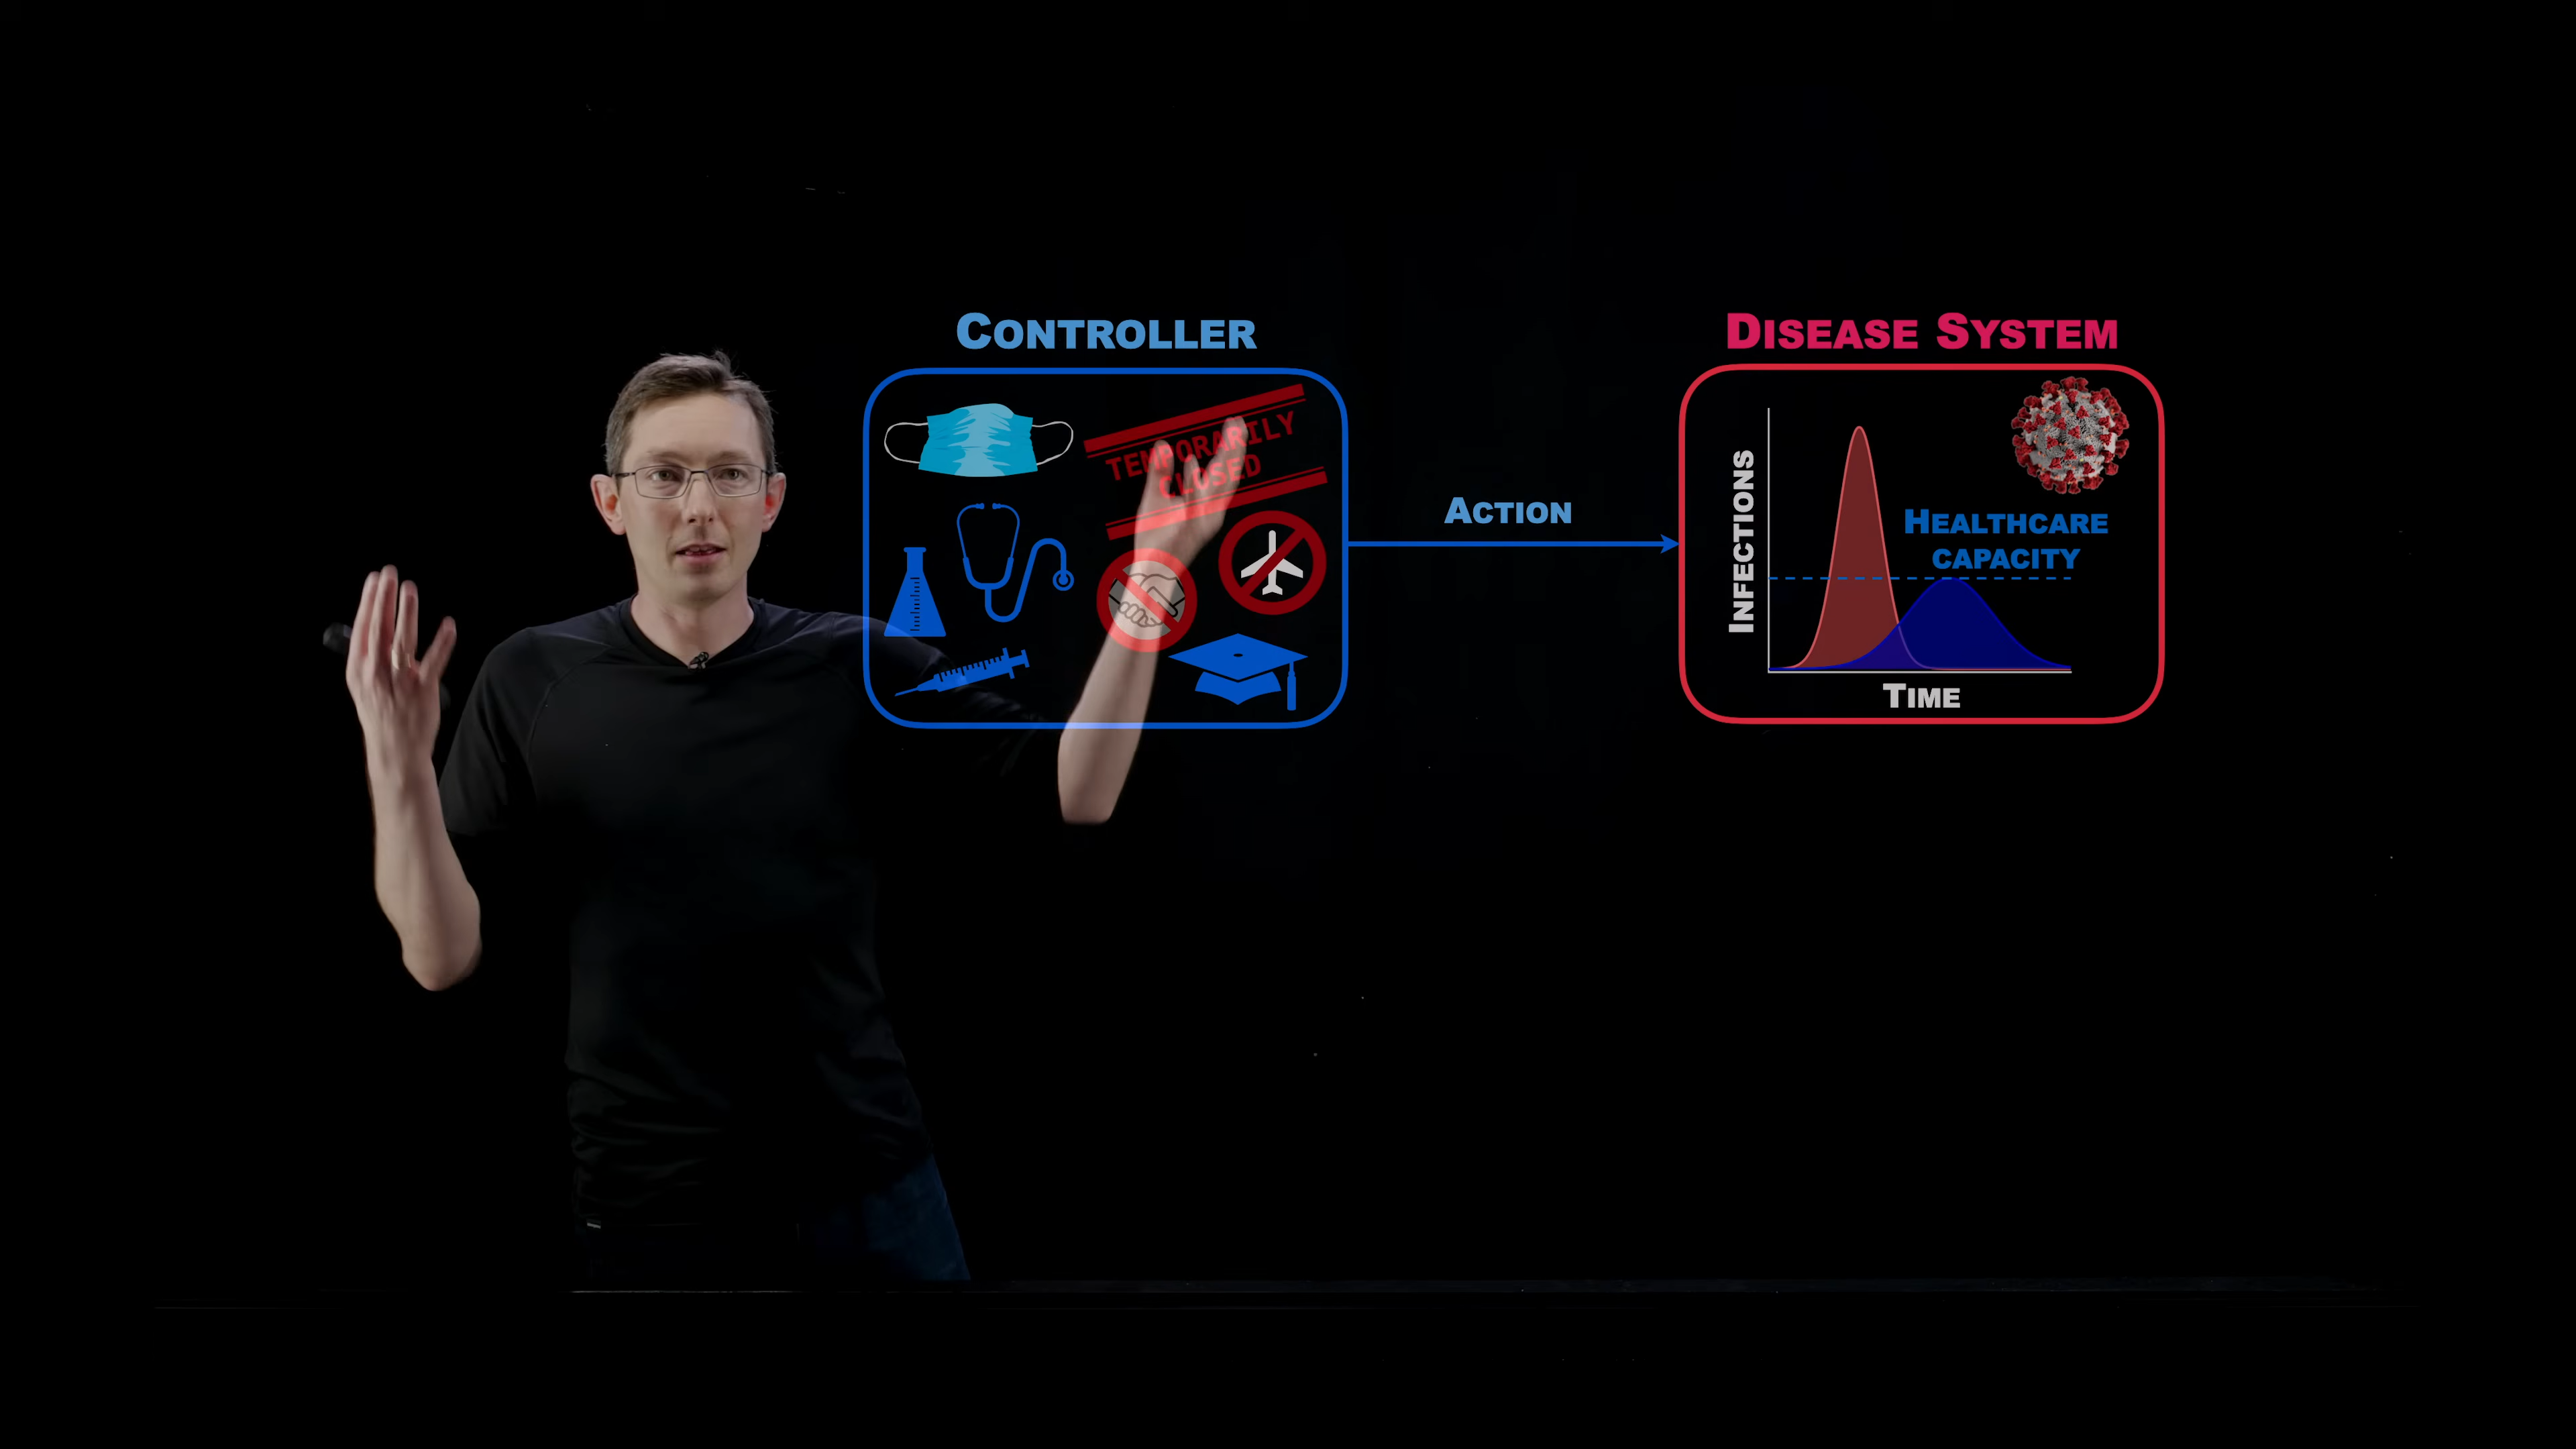 CONTROLLER
TEMPORARILY
CLOSED
ACTION
DISEASE SYSTEM
INFECTIONS
HEALTHCARE
CAPACITY
TIME